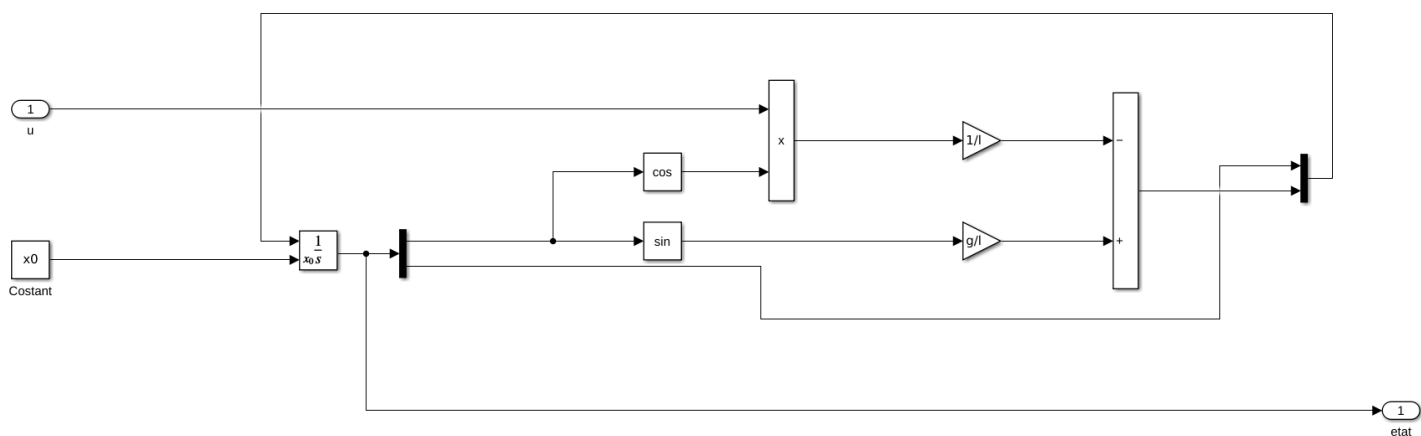 1
u
x
1/l
−
cos
x0
Costant
1
x₀ s
sin
g/l
+
1
etat